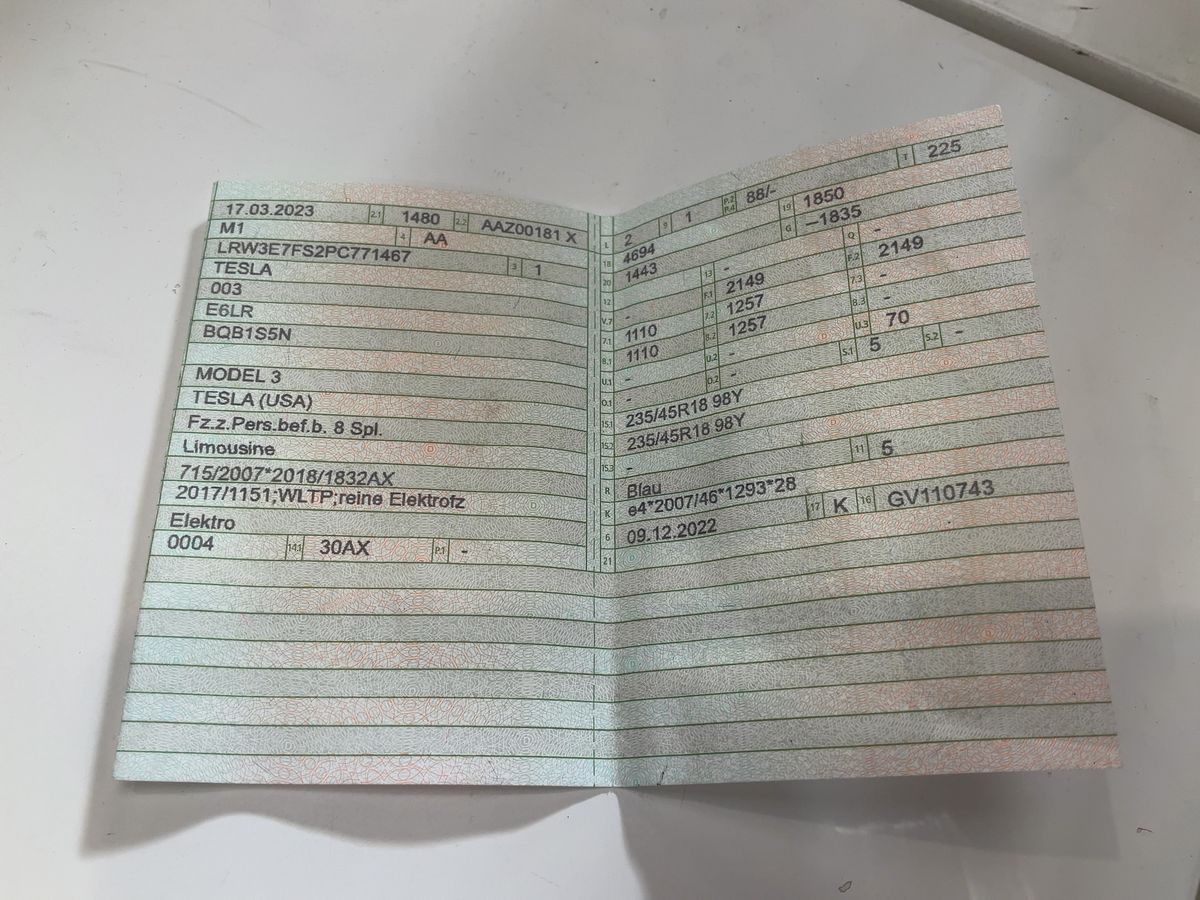 17.03.2023 2.1 1480 2.2 AAZ00181 X
M1 4 AA
LRW3E7FS2PC771467 3 1
TESLA
003
E6LR
BQB1S5N
MODEL 3
TESLA (USA)
Fz.z.Pers.bef.b. 8 Spl.
Limousine
715/2007*2018/1832AX
2017/1151;WLTP;reine Elektrofz
Elektro
0004 14.1 30AX P.1 -
L 2 9 1 P.2 P.4 88/- T 225
18 4694 19 1850
20 1443 G -1835
12 - 13 - Q -
V.7 - F.1 2149 F.2 2149
7.1 1110 7.2 1257 7.3 -
8.1 1110 8.2 1257 8.3 -
U.1 - U.2 - U.3 70
O.1 - O.2 - S.1 5 S.2 -
15.1 235/45R18 98Y
15.2 235/45R18 98Y
15.3 -
R Blau 11 5
K e4*2007/46*1293*28
6 09.12.2022 17 K 16 GV110743
21